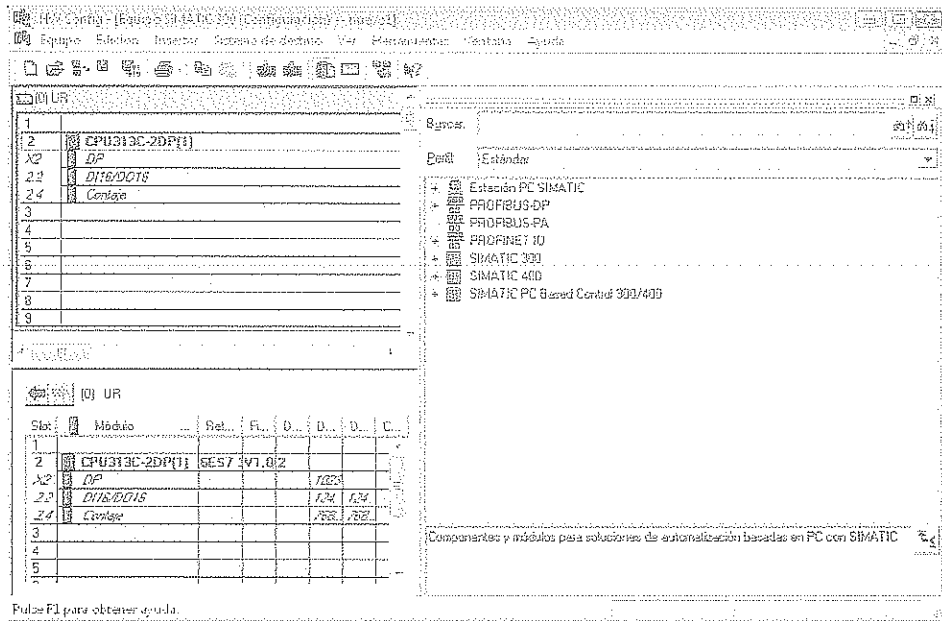 HW Config - [Equipo SIMATIC 300 (Configuración) --
Equipo Edición Insertar Sistema de destino Ver Herramientas Ventana Ayuda
(0) UR
1
2 CPU313C-2DP(1)
X2 DP
2.2 DI16/DO16
2.4 Contaje
3
4
5
6
7
8
9
Buscar:
Perfil: Estándar
Estación PC SIMATIC
PROFIBUS-DP
PROFIBUS-PA
PROFINET IO
SIMATIC 300
SIMATIC 400
SIMATIC PC Based Control 300/400
(0) UR
Slot Módulo ... Ref... Fi... D... D... D... C...
1
2 CPU313C-2DP(1) 6ES7 V1.0 2
X2 DP 1023
2.2 DI16/DO16 124... 124...
2.4 Contaje 768... 768...
3
4
5
Componentes y módulos para soluciones de automatización basadas en PC con SIMATIC
Pulse F1 para obtener ayuda.